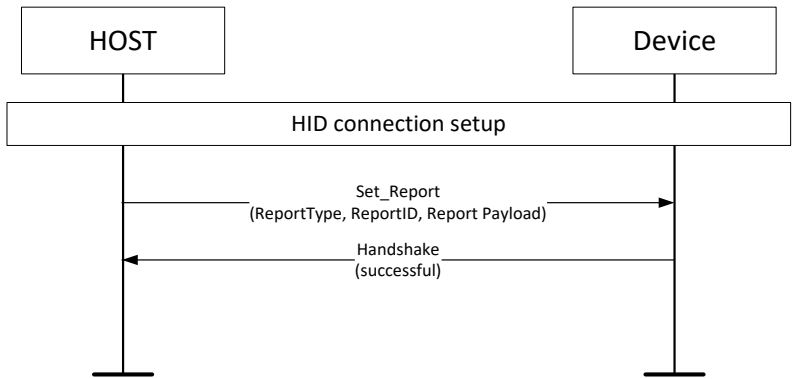 HOST
Device
HID connection setup
Set_Report
(ReportType, ReportID, Report Payload)
Handshake
(successful)